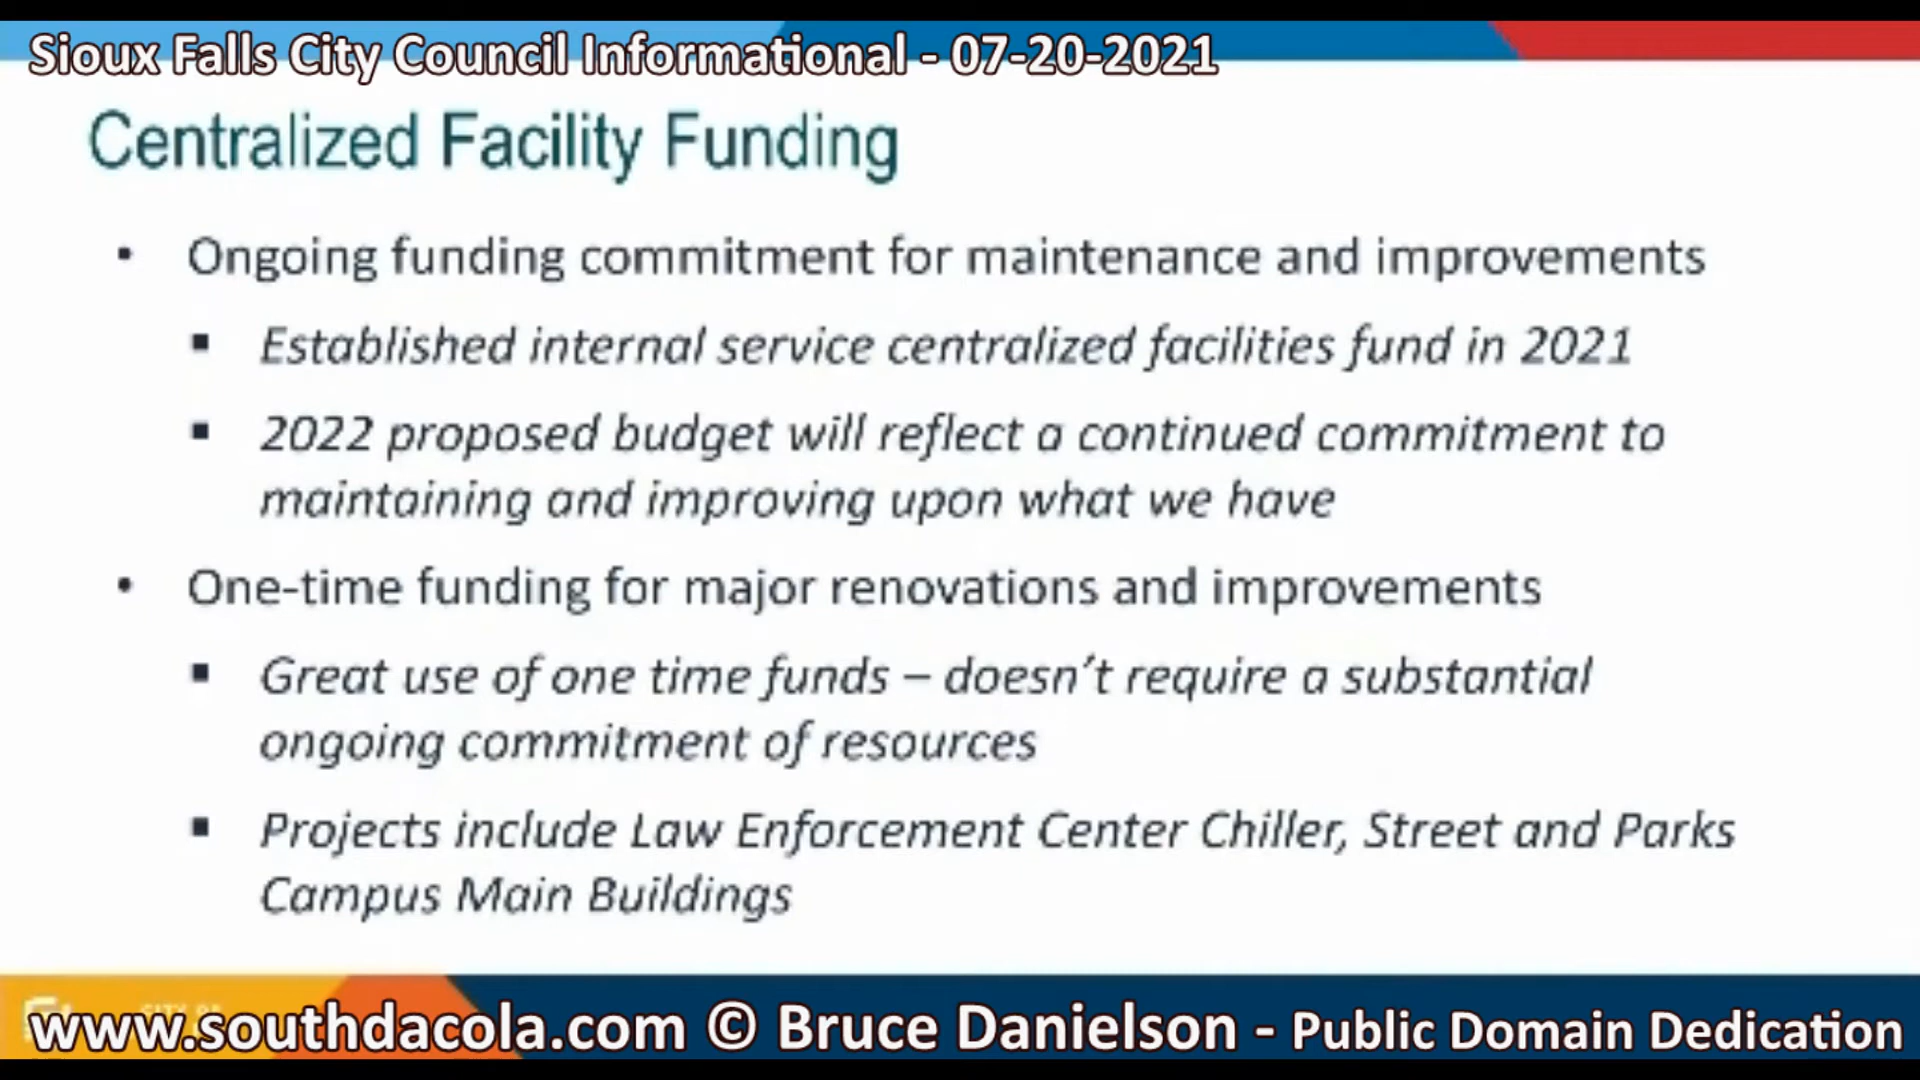 Sioux Falls City Council Informational - 07-20-2021
Centralized Facility Funding
• Ongoing funding commitment for maintenance and improvements
▪ Established internal service centralized facilities fund in 2021
▪ 2022 proposed budget will reflect a continued commitment to
maintaining and improving upon what we have
• One-time funding for major renovations and improvements
▪ Great use of one time funds – doesn't require a substantial
ongoing commitment of resources
▪ Projects include Law Enforcement Center Chiller, Street and Parks
Campus Main Buildings
www.southdacola.com © Bruce Danielson - Public Domain Dedication